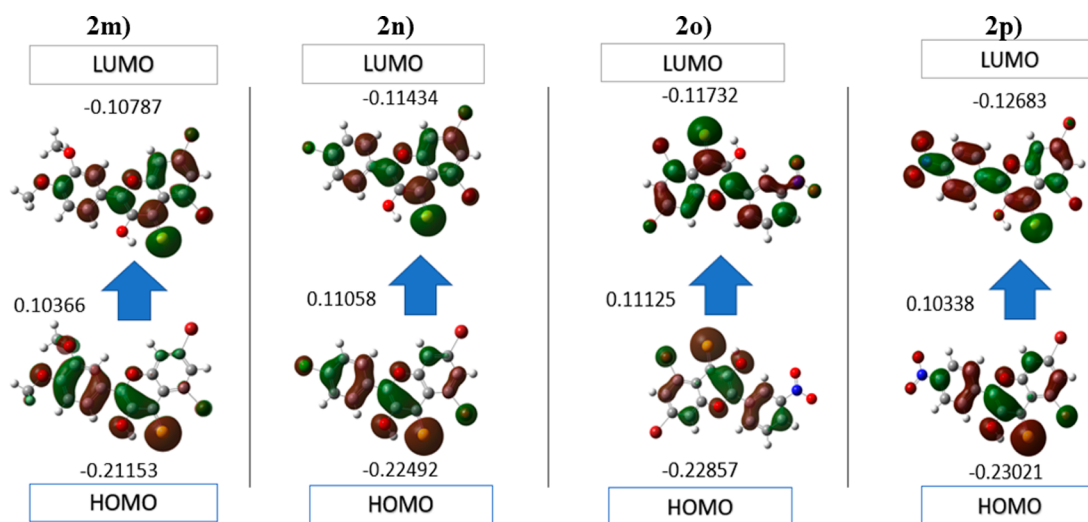 2m)
LUMO
-0.10787
0.10366
-0.21153
HOMO
2n)
LUMO
-0.11434
0.11058
-0.22492
HOMO
2o)
LUMO
-0.11732
0.11125
-0.22857
HOMO
2p)
LUMO
-0.12683
0.10338
-0.23021
HOMO